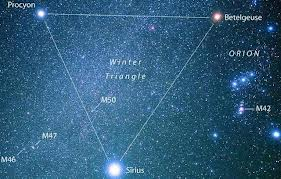 Procyon
Betelgeuse
ORION
Winter
Triangle
M50
M42
M47
M46
Sirius